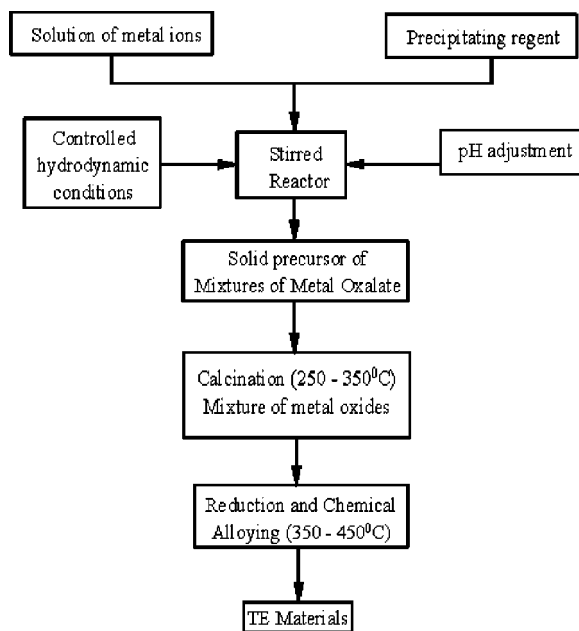 Solution of metal ions
Precipitating regent
Controlled
hydrodynamic
conditions
Stirred
Reactor
pH adjustment
Solid precursor of
Mixtures of Metal Oxalate
Calcination (250 - 350⁰C)
Mixture of metal oxides
Reduction and Chemical
Alloying (350 - 450⁰C)
TE Materials